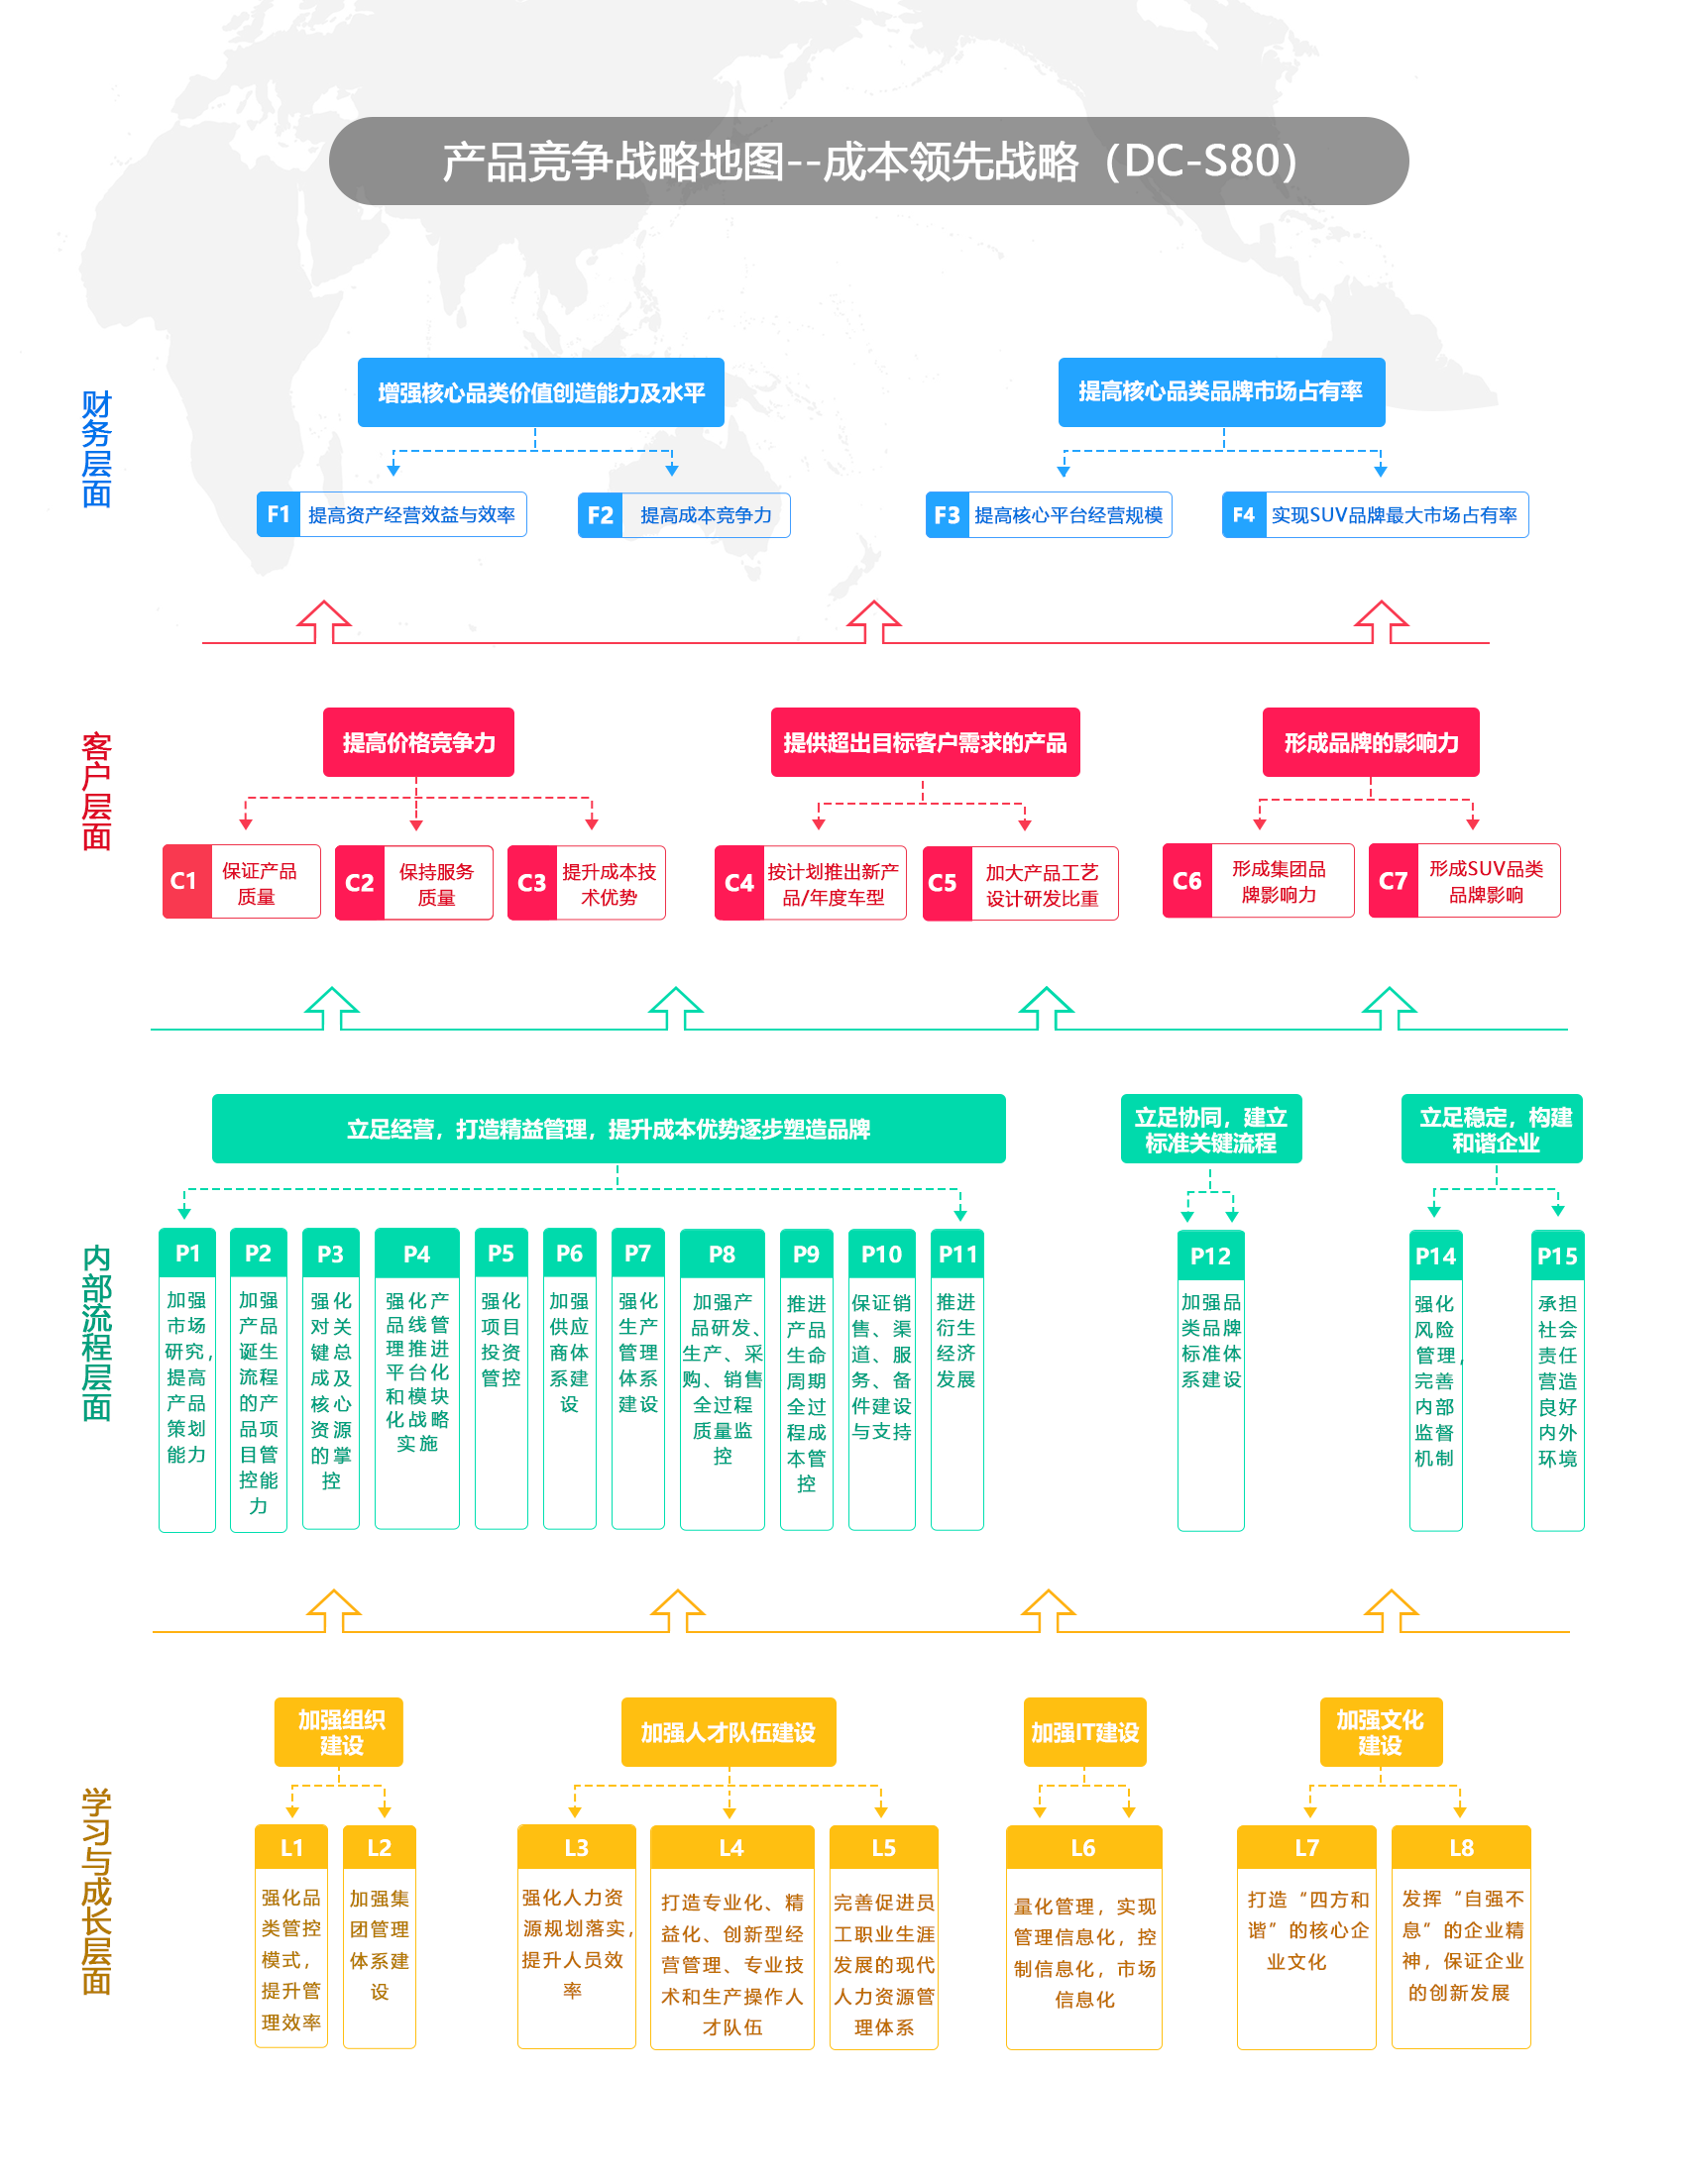 产品竞争战略地图--成本领先战略（DC-S80）
财务层面
增强核心品类价值创造能力及水平
提高核心品类品牌市场占有率
F1
提高资产经营效益与效率
F2
提高成本竞争力
F3
提高核心平台经营规模
F4
实现SUV品牌最大市场占有率
客户层面
提高价格竞争力
提供超出目标客户需求的产品
形成品牌的影响力
C1
保证产品
质量
C2
保持服务
质量
C3
提升成本技
术优势
C4
按计划推出新产
品/年度车型
C5
加大产品工艺
设计研发比重
C6
形成集团品
牌影响力
C7
形成SUV品类
品牌影响
内部流程层面
立足经营，打造精益管理，提升成本优势逐步塑造品牌
立足协同，建立
标准关键流程
立足稳定，构建
和谐企业
P1
加强
市场
研究，
提高
产品
策划
能力
P2
加强
产品
诞生
流程
的产
品项
目管
控能
力
P3
强化
对关
键总
成及
核心
资源
的掌
控
P4
强化产
品线管
理推进
平台化
和模块
化战略
实施
P5
强化
项目
投资
管控
P6
加强
供应
商体
系建
设
P7
强化
生产
管理
体系
建设
P8
加强产
品研发、
生产、采
购、销售
全过程
质量监
控
P9
推进
产品
生命
周期
全过
程成
本管
控
P10
保证销
售、渠
道、服
务、备
件建设
与支持
P11
推进
衍生
经济
发展
P12
加强品
类品牌
标准体
系建设
P14
强化
风险
管理，
完善
内部
监督
机制
P15
承担
社会
责任
营造
良好
内外
环境
学习与成长层面
加强组织
建设
加强人才队伍建设
加强IT建设
加强文化
建设
L1
强化品
类管控
模式，
提升管
理效率
L2
加强集
团管理
体系建
设
L3
强化人力资
源规划落实，
提升人员效
率
L4
打造专业化、精
益化、创新型经
营管理、专业技
术和生产操作人
才队伍
L5
完善促进员
工职业生涯
发展的现代
人力资源管
理体系
L6
量化管理，实现
管理信息化，控
制信息化，市场
信息化
L7
打造“四方和
谐”的核心企
业文化
L8
发挥“自强不
息”的企业精
神，保证企业
的创新发展